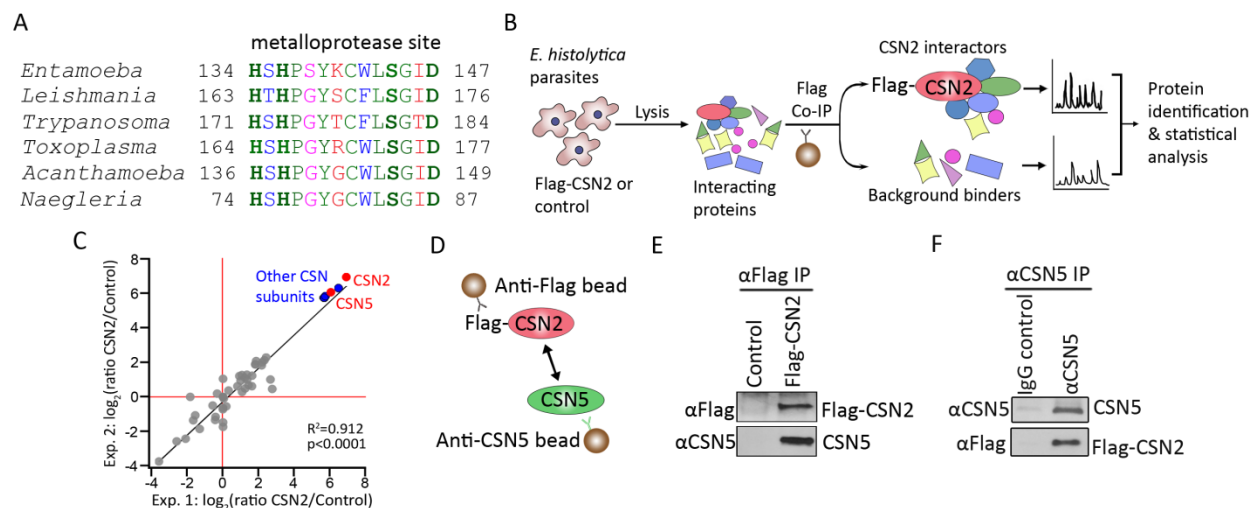 A
metalloprotease site
Entamoeba 134 HSHPSYKCWLSGID 147
Leishmania 163 HTHPGYSCFLSGID 176
Trypanosoma 171 HSHPGYTCFLSGTD 184
Toxoplasma 164 HSHPGYRCWLSGID 177
Acanthamoeba 136 HSHPGYGCWLSGID 149
Naegleria 74 HSHPGYGCWLSGID 87
B
E. histolytica
parasites
Flag-CSN2 or
control
Lysis
Interacting
proteins
Flag
Co-IP
CSN2 interactors
Flag-CSN2
Background binders
Protein
identification
& statistical
analysis
C
Exp. 2: log2(ratio CSN2/Control)
8
6
4
2
0
-2
-4
Other CSN
subunits
CSN2
CSN5
R²=0.912
p<0.0001
-4 -2 0 2 4 6 8
Exp. 1: log2(ratio CSN2/Control)
D
Anti-Flag bead
Flag-CSN2
CSN5
Anti-CSN5 bead
E
αFlag IP
Control
Flag-CSN2
αFlag Flag-CSN2
αCSN5 CSN5
F
αCSN5 IP
IgG control
αCSN5
αCSN5 CSN5
αFlag Flag-CSN2